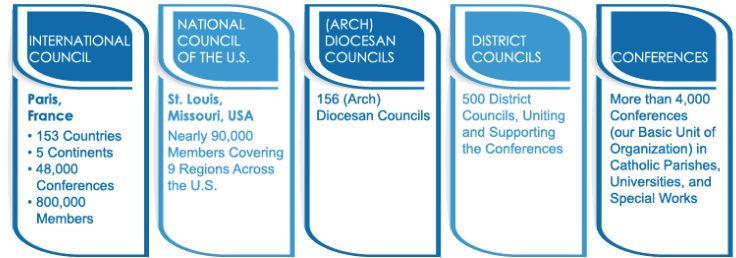 INTERNATIONAL
COUNCIL
Paris,
France
• 153 Countries
• 5 Continents
• 48,000
Conferences
• 800,000
Members
NATIONAL
COUNCIL
OF THE U.S.
St. Louis,
Missouri, USA
Nearly 90,000
Members Covering
9 Regions Across
the U.S.
(ARCH)
DIOCESAN
COUNCILS
156 (Arch)
Diocesan Councils
DISTRICT
COUNCILS
500 District
Councils, Uniting
and Supporting
the Conferences
CONFERENCES
More than 4,000
Conferences
(our Basic Unit of
Organization) in
Catholic Parishes,
Universities, and
Special Works